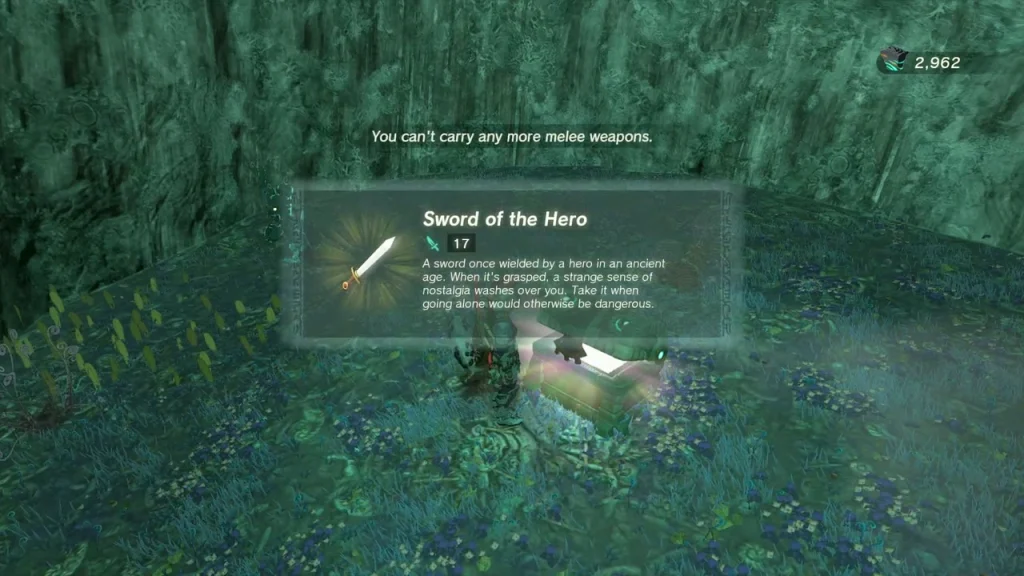 2,962
You can't carry any more melee weapons.
Sword of the Hero
17
A sword once wielded by a hero in an ancient
age. When it's grasped, a strange sense of
nostalgia washes over you. Take it when
going alone would otherwise be dangerous.